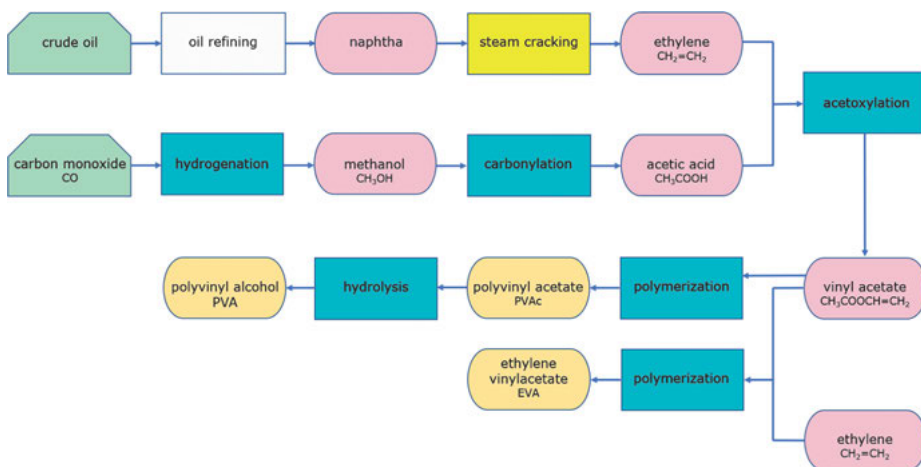 crude oil
oil refining
naphtha
steam cracking
ethylene
CH₂=CH₂
acetoxylation
carbon monoxide
CO
hydrogenation
methanol
CH₃OH
carbonylation
acetic acid
CH₃COOH
polyvinyl alcohol
PVA
hydrolysis
polyvinyl acetate
PVAc
polymerization
vinyl acetate
CH₃COOCH=CH₂
ethylene
vinylacetate
EVA
polymerization
ethylene
CH₂=CH₂